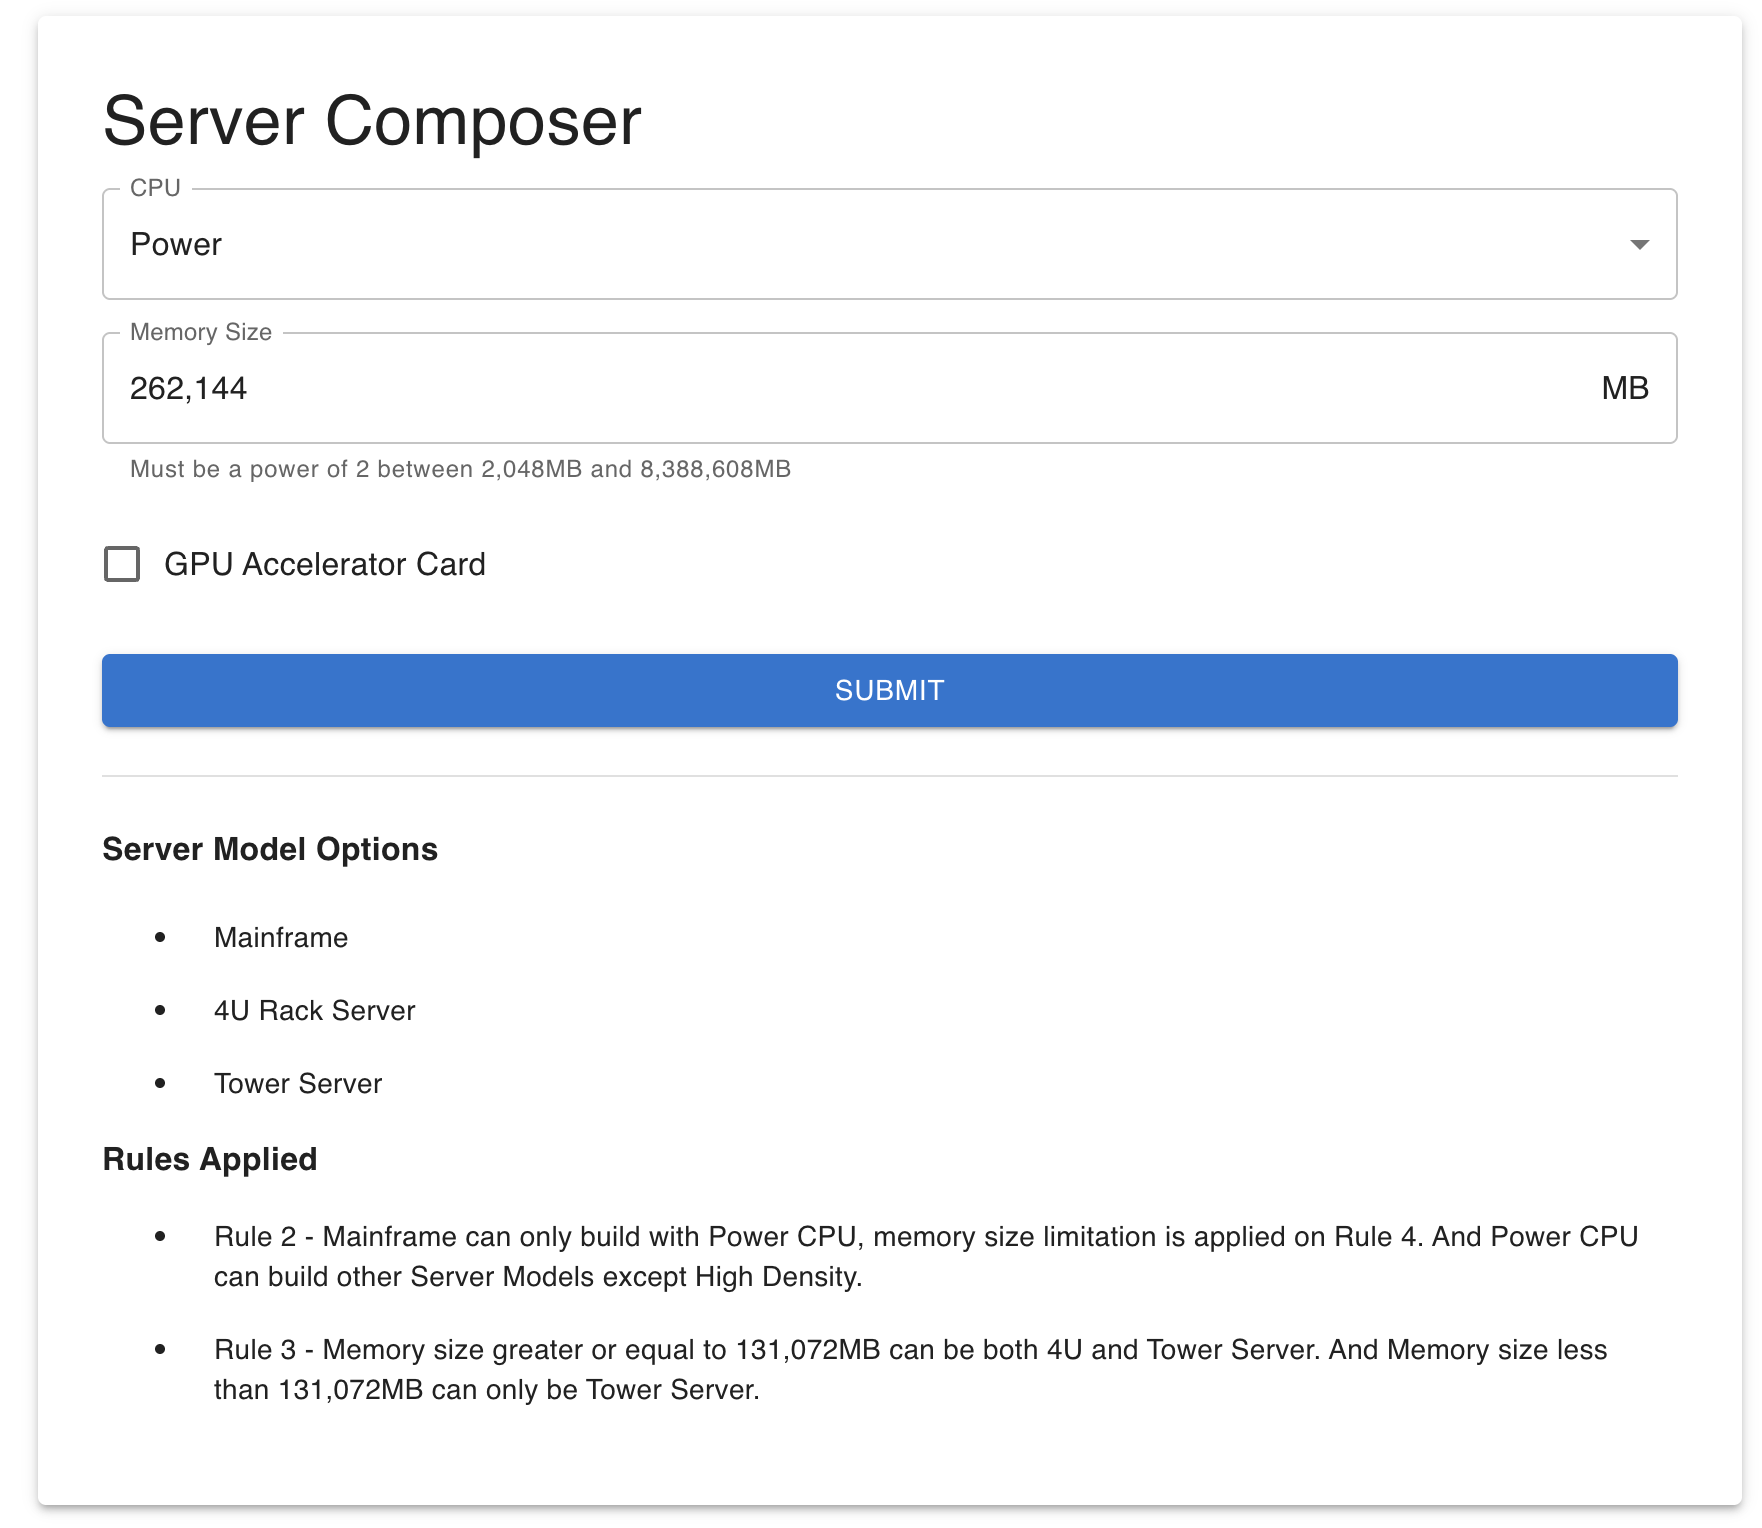 Server Composer
CPU
Power
Memory Size
262,144 MB
Must be a power of 2 between 2,048MB and 8,388,608MB
GPU Accelerator Card
SUBMIT
Server Model Options
• Mainframe
• 4U Rack Server
• Tower Server
Rules Applied
• Rule 2 - Mainframe can only build with Power CPU, memory size limitation is applied on Rule 4. And Power CPU
can build other Server Models except High Density.
• Rule 3 - Memory size greater or equal to 131,072MB can be both 4U and Tower Server. And Memory size less
than 131,072MB can only be Tower Server.